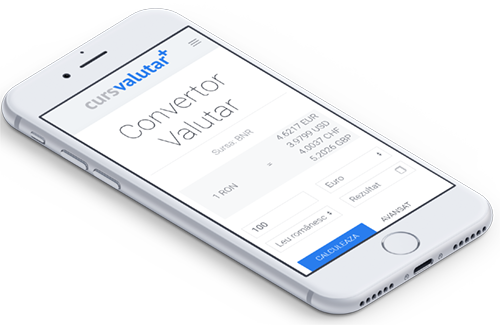 cursvalutar+
Convertor
Valutar
Sursa: BNR
1 RON
=
4.6217 EUR
3.9799 USD
4.0037 CHF
5.2026 GBP
100
Euro
Leu românesc
Rezultat
CALCULEAZA
AVANSAT